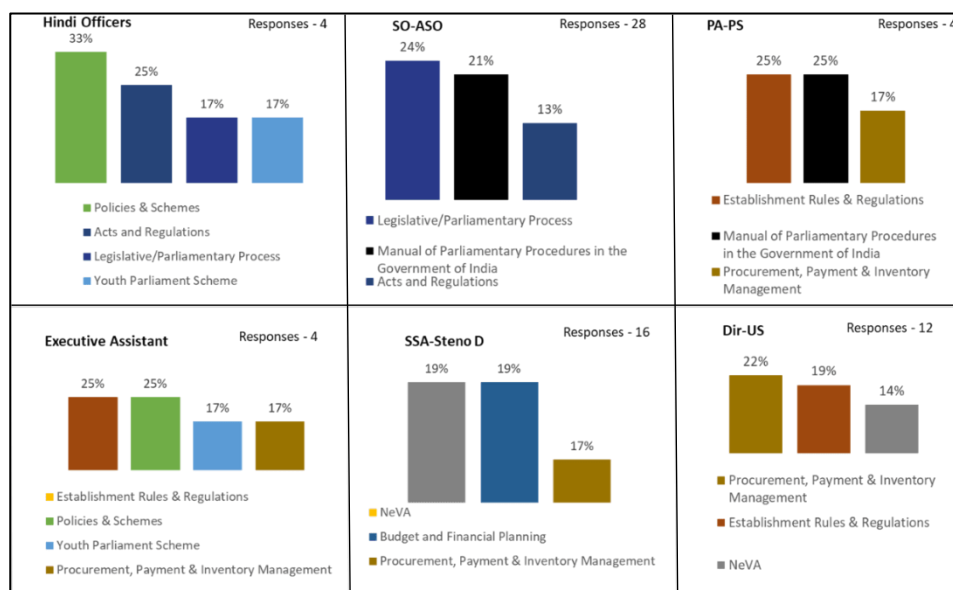 Hindi Officers
Responses - 4
33%
25%
17%
17%
Policies & Schemes
Acts and Regulations
Legislative/Parliamentary Process
Youth Parliament Scheme
SO-ASO
Responses - 28
24%
21%
13%
Legislative/Parliamentary Process
Manual of Parliamentary Procedures in the
Government of India
Acts and Regulations
PA-PS
Responses - 4
25%
25%
17%
Establishment Rules & Regulations
Manual of Parliamentary Procedures
in the Government of India
Procurement, Payment & Inventory
Management
Executive Assistant
Responses - 4
25%
25%
17%
17%
Establishment Rules & Regulations
Policies & Schemes
Youth Parliament Scheme
Procurement, Payment & Inventory Management
SSA-Steno D
Responses - 16
19%
19%
17%
NeVA
Budget and Financial Planning
Procurement, Payment & Inventory Management
Dir-US
Responses - 12
22%
19%
14%
Procurement, Payment & Inventory
Management
Establishment Rules & Regulations
NeVA